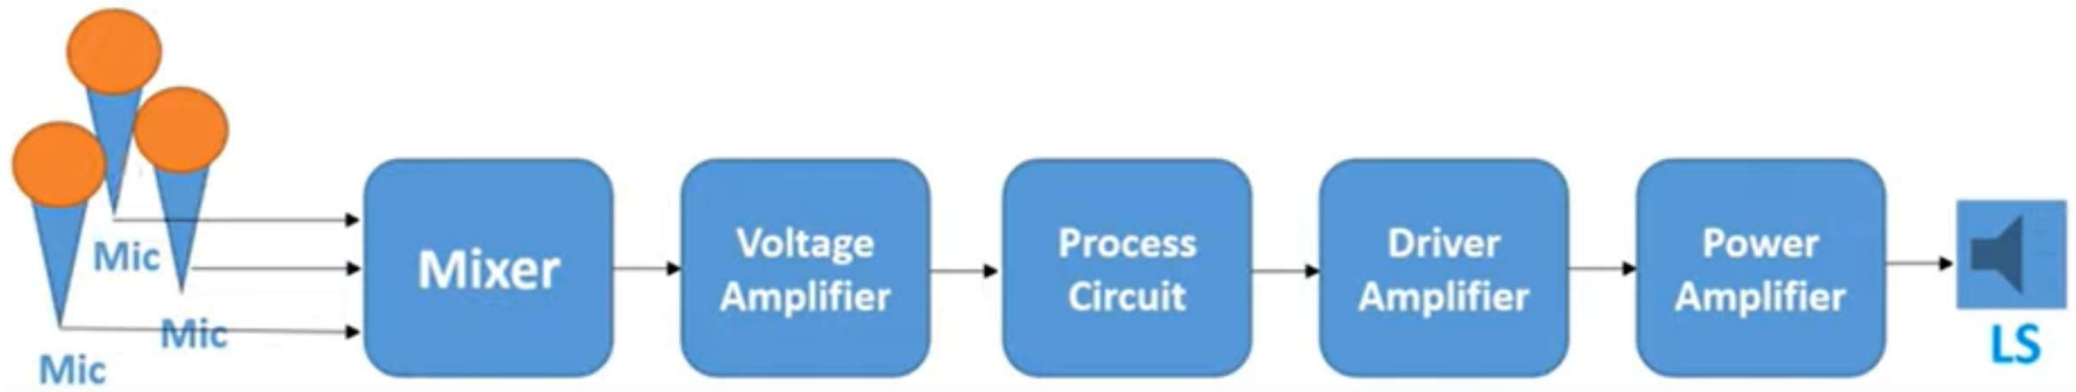 Mic
Mic
Mic
Mixer
Voltage
Amplifier
Process
Circuit
Driver
Amplifier
Power
Amplifier
LS